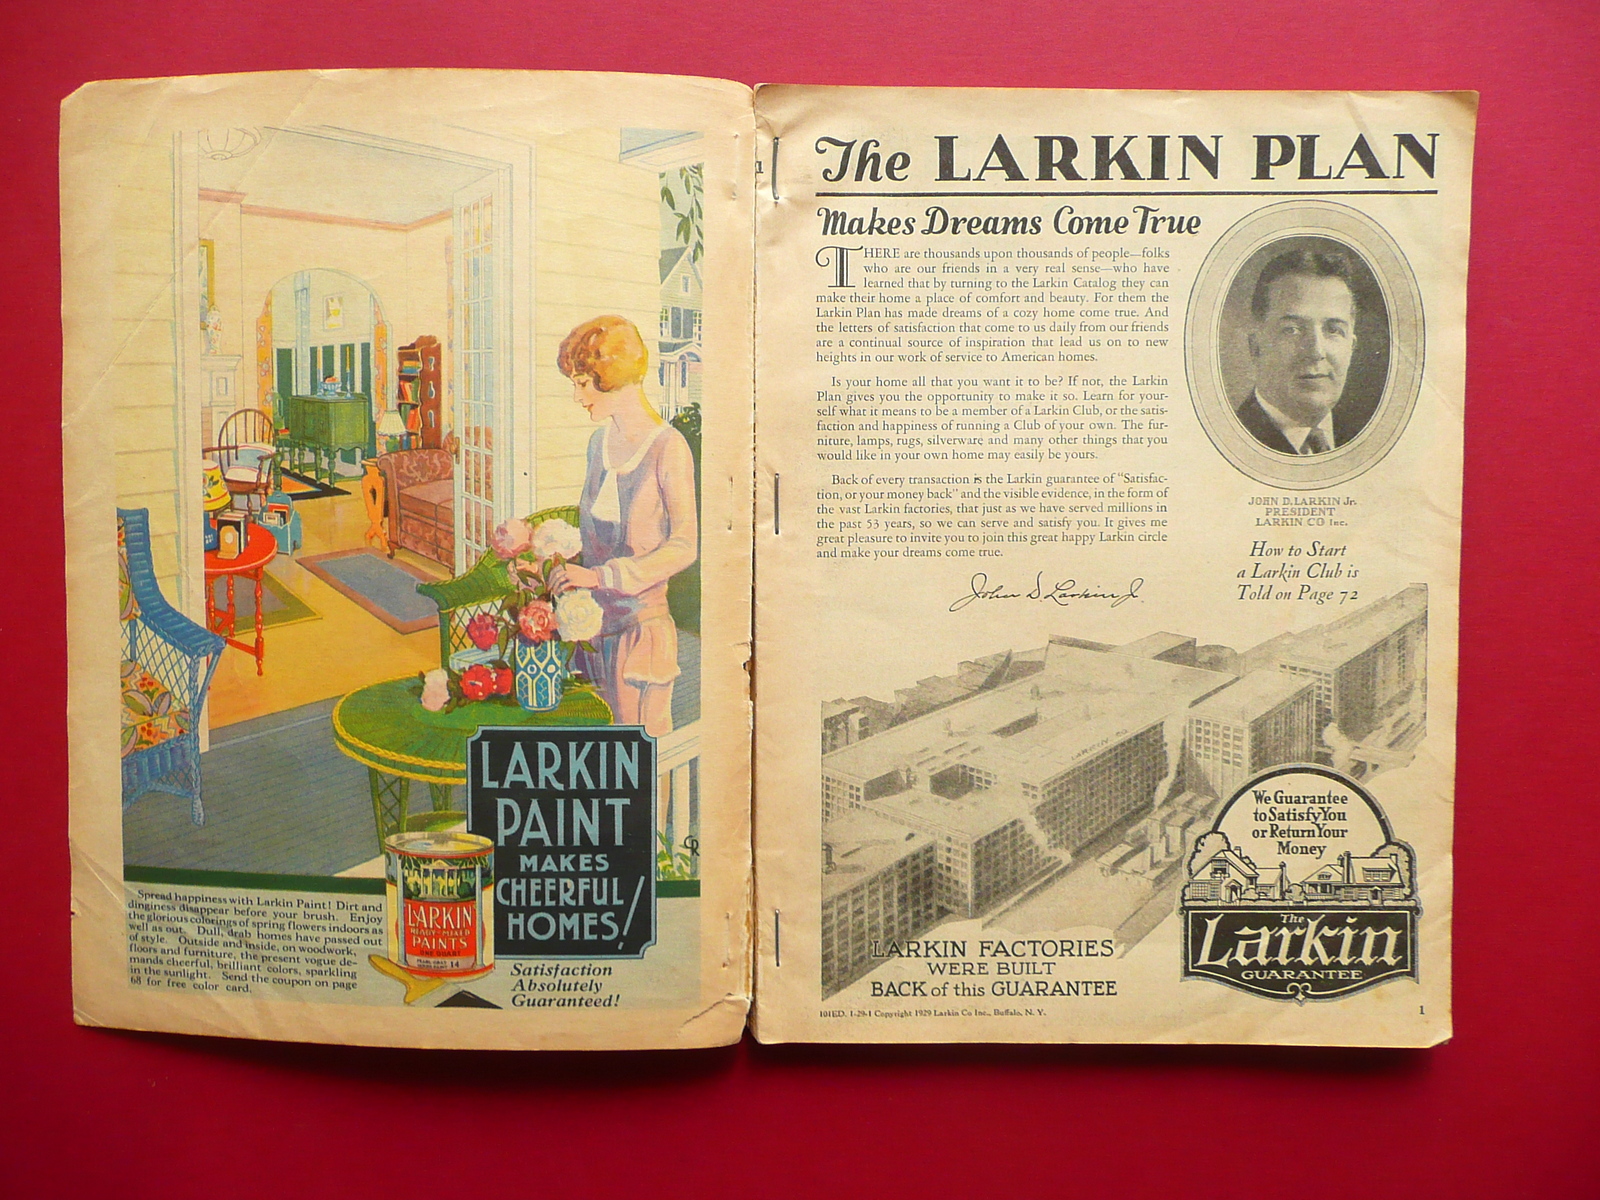 LARKIN
PAINT
MAKES
CHEERFUL
HOMES!
LARKIN
READY-MIXED
PAINTS
ONE QUART
14
Spread happiness with Larkin Paint! Dirt and
dinginess disappear before your brush. Enjoy
the glorious colorings of spring flowers indoors as
well as out. Dull, drab homes have passed out
of style. Outside and inside, on woodwork,
floors and furniture, the present vogue de-
mands cheerful, brilliant colors, sparkling
in the sunlight. Send the coupon on page
68 for free color card.
Satisfaction
Absolutely
Guaranteed!
The LARKIN PLAN
Makes Dreams Come True
THERE are thousands upon thousands of people—folks
who are our friends in a very real sense—who have
learned that by turning to the Larkin Catalog they can
make their home a place of comfort and beauty. For them the
Larkin Plan has made dreams of a cozy home come true. And
the letters of satisfaction that come to us daily from our friends
are a continual source of inspiration that lead us on to new
heights in our work of service to American homes.
Is your home all that you want it to be? If not, the Larkin
Plan gives you the opportunity to make it so. Learn for your-
self what it means to be a member of a Larkin Club, or the satis-
faction and happiness of running a Club of your own. The fur-
niture, lamps, rugs, silverware and many other things that you
would like in your own home may easily be yours.
Back of every transaction is the Larkin guarantee of "Satisfac-
tion, or your money back" and the visible evidence, in the form of
the vast Larkin factories, that just as we have served millions in
the past 53 years, so we can serve and satisfy you. It gives me
great pleasure to invite you to join this great happy Larkin circle
and make your dreams come true.
John D. Larkin Jr.
JOHN D. LARKIN Jr.
PRESIDENT
LARKIN CO Inc.
How to Start
a Larkin Club is
Told on Page 72
LARKIN CO.
We Guarantee
to Satisfy You
or Return Your
Money
The
Larkin
GUARANTEE
LARKIN FACTORIES
WERE BUILT
BACK of this GUARANTEE
101ED. 1-29-1 Copyright 1929 Larkin Co Inc., Buffalo, N. Y.
1